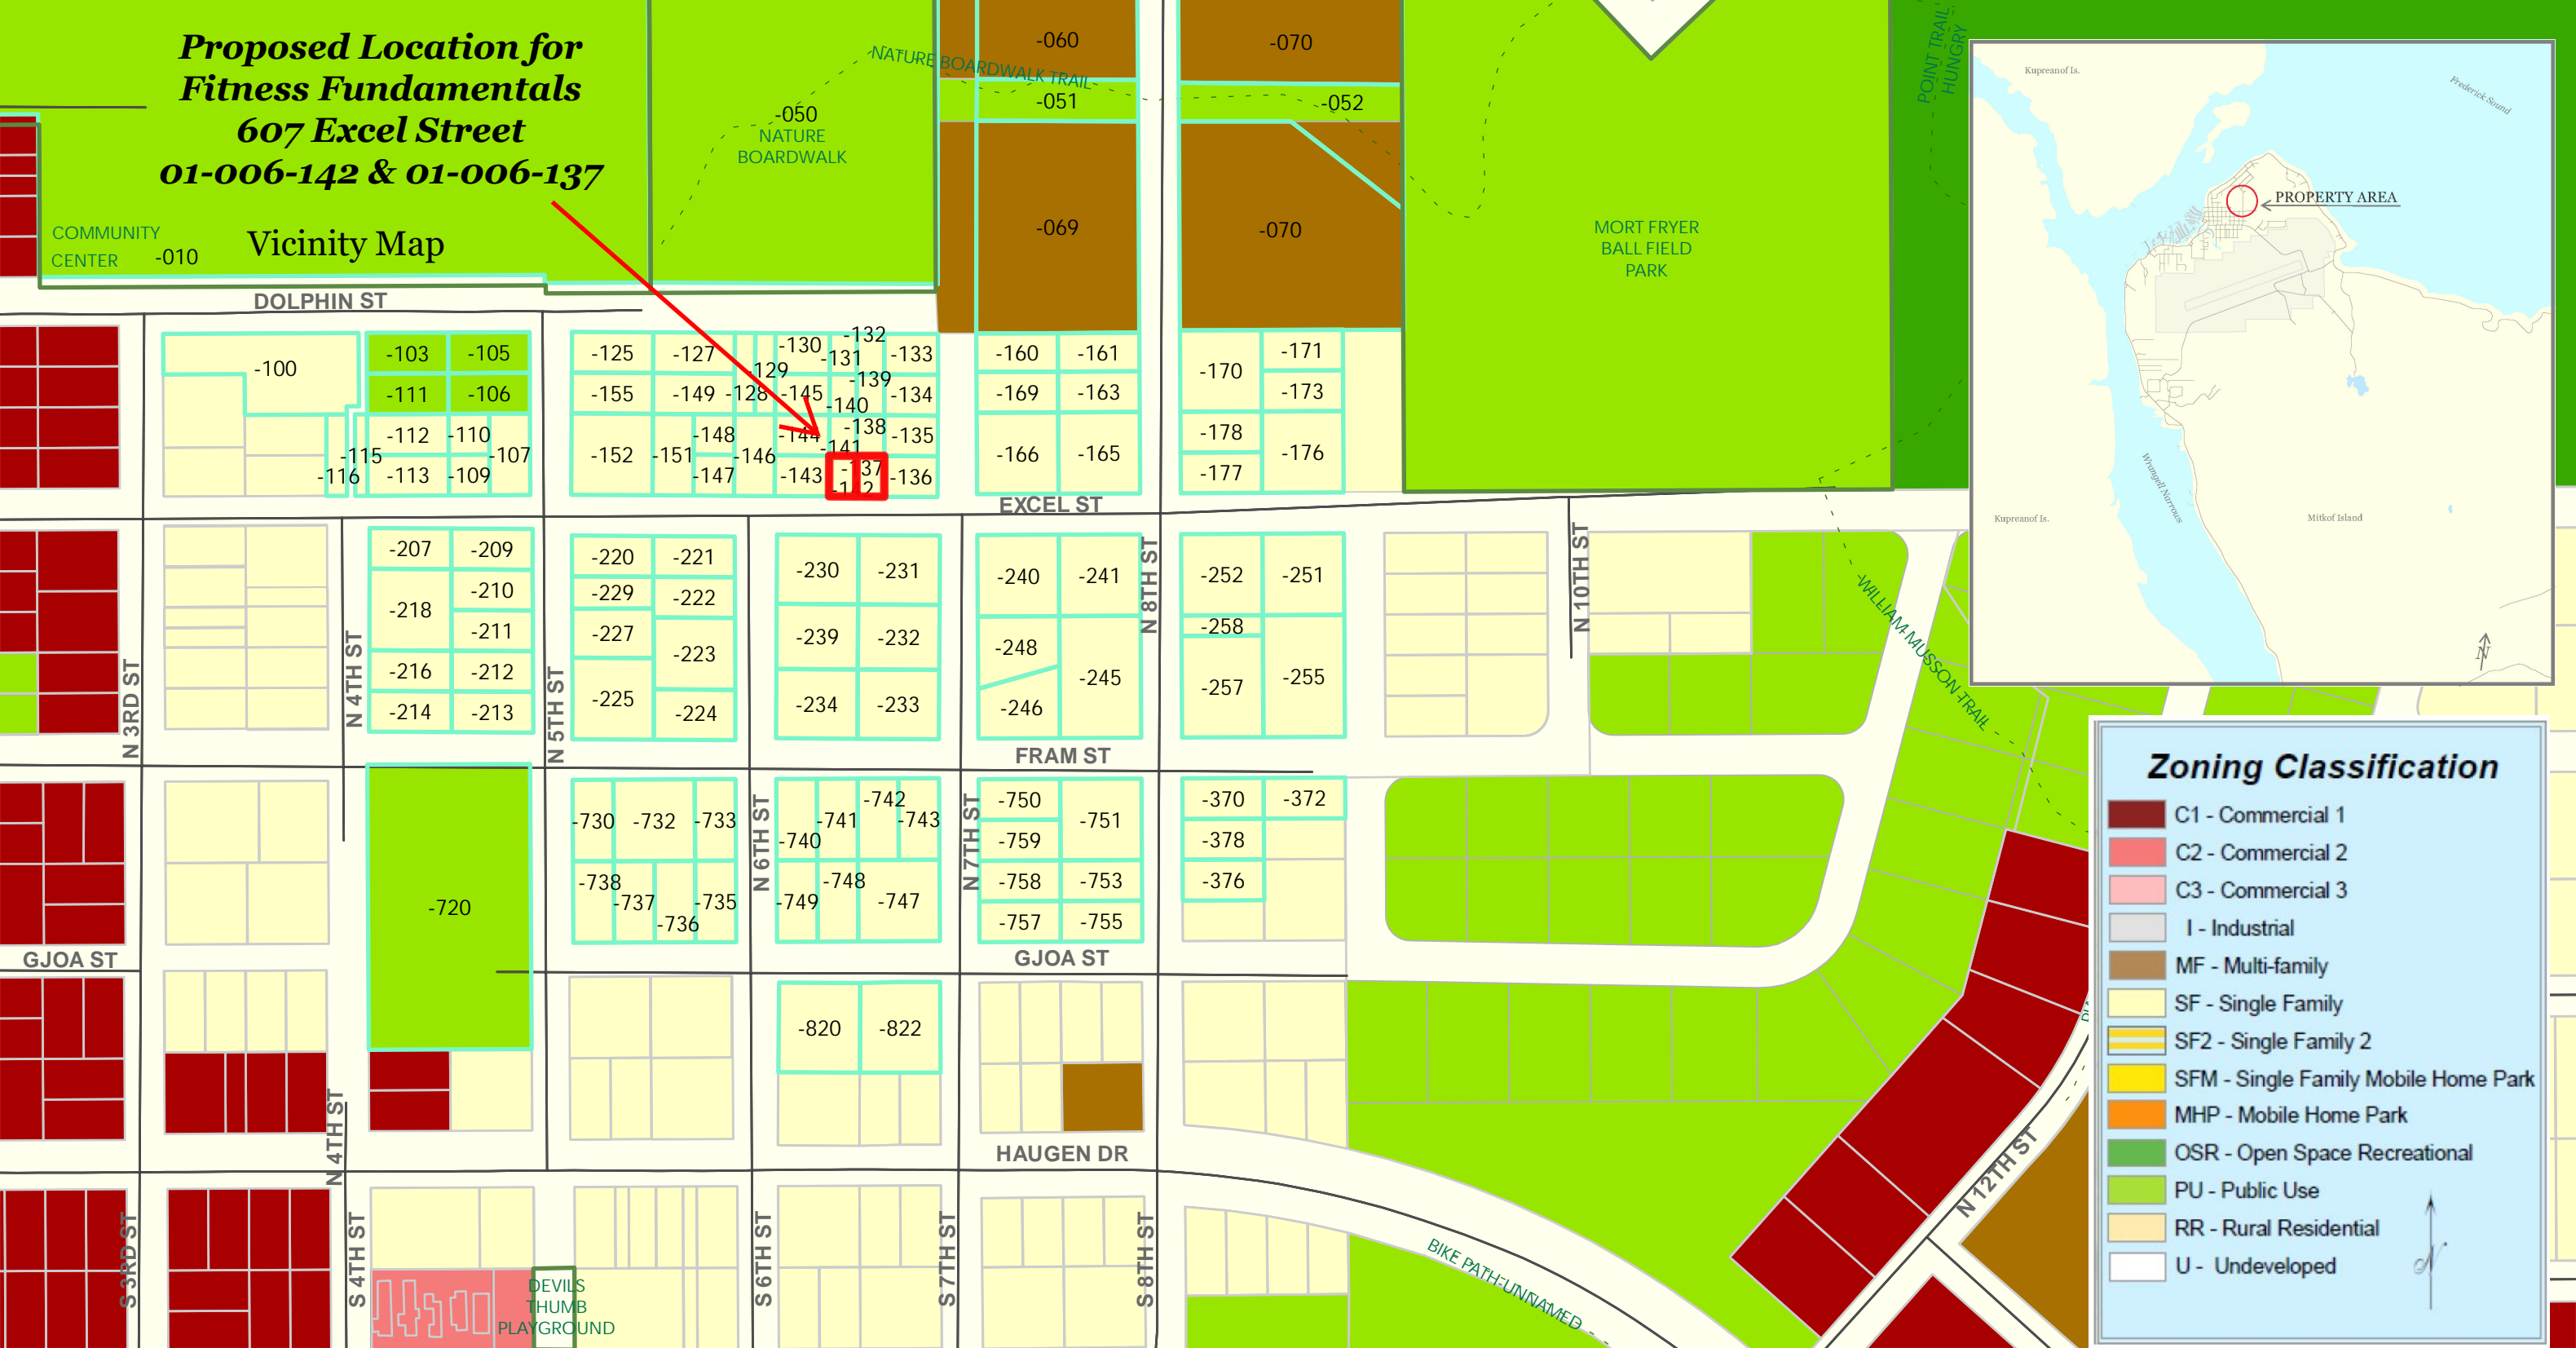 Proposed Location for
Fitness Fundamentals
607 Excel Street
01-006-142 & 01-006-137
Vicinity Map
COMMUNITY
CENTER
-010
-050
NATURE
BOARDWALK
NATURE BOARDWALK TRAIL
-060
-070
-051
-052
-069
-070
MORT FRYER
BALL FIELD
PARK
POINT TRAIL,
HUNGRY
Kupreanof Is.
Frederick Sound
PROPERTY AREA
Wrangell Narrows
Kupreanof Is.
Mitkof Island
N
DOLPHIN ST
-100
-103
-105
-111
-106
-112
-110
-107
-115
-116
-113
-109
-125
-127
-129
-130
-131
-132
-133
-155
-149
-128
-145
-139
-140
-134
-152
-151
-148
-147
-146
-144
-143
-141
-138
-135
-137
-136
-160
-161
-169
-163
-166
-165
-170
-171
-173
-178
-177
-176
EXCEL ST
-207
-209
-218
-210
-211
-216
-212
-214
-213
-220
-221
-229
-222
-227
-223
-225
-224
-230
-231
-239
-232
-234
-233
-240
-241
-248
-246
-245
-252
-251
-258
-257
-255
N 3RD ST
N 4TH ST
N 5TH ST
N 8TH ST
N 10TH ST
WILLIAM MUSSON TRAIL
FRAM ST
-720
-730
-732
-733
-738
-737
-736
-735
-740
-741
-742
-743
-749
-748
-747
-750
-751
-759
-758
-753
-757
-755
-370
-372
-378
-376
N 6TH ST
N 7TH ST
GJOA ST
GJOA ST
-820
-822
N 4TH ST
HAUGEN DR
S 3RD ST
S 4TH ST
S 6TH ST
S 7TH ST
S 8TH ST
N 12TH ST
BIKE PATH-UNNAMED
DEVILS
THUMB
PLAYGROUND
Zoning Classification
C1 - Commercial 1
C2 - Commercial 2
C3 - Commercial 3
I - Industrial
MF - Multi-family
SF - Single Family
SF2 - Single Family 2
SFM - Single Family Mobile Home Park
MHP - Mobile Home Park
OSR - Open Space Recreational
PU - Public Use
RR - Rural Residential
U - Undeveloped
N